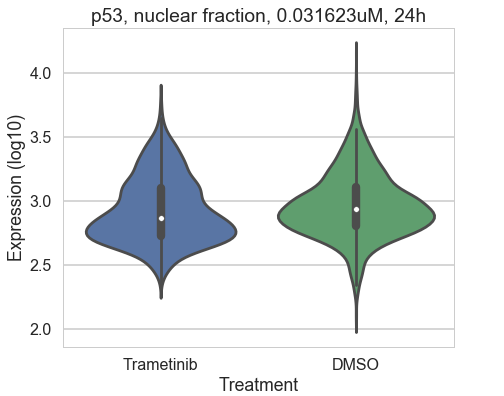 p53, nuclear fraction, 0.031623uM, 24h
Expression (log10)
4.0
3.5
3.0
2.5
2.0
Trametinib
DMSO
Treatment